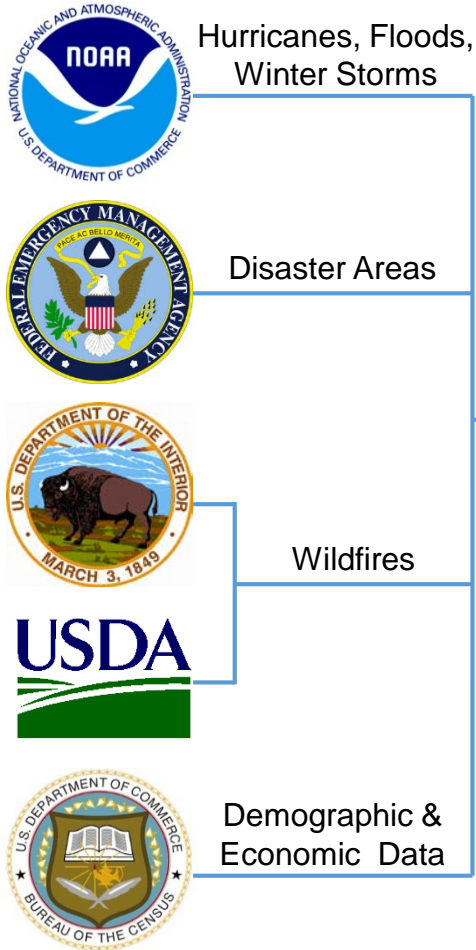 NATIONAL OCEANIC AND ATMOSPHERIC ADMINISTRATION
NOAA
U.S. DEPARTMENT OF COMMERCE
Hurricanes, Floods,
Winter Storms
FEDERAL EMERGENCY MANAGEMENT AGENCY
PACE AC BELLO MERITA
Disaster Areas
U.S. DEPARTMENT OF THE INTERIOR
MARCH 3, 1849
Wildfires
USDA
U.S. DEPARTMENT OF COMMERCE
BUREAU OF THE CENSUS
Demographic &
Economic Data